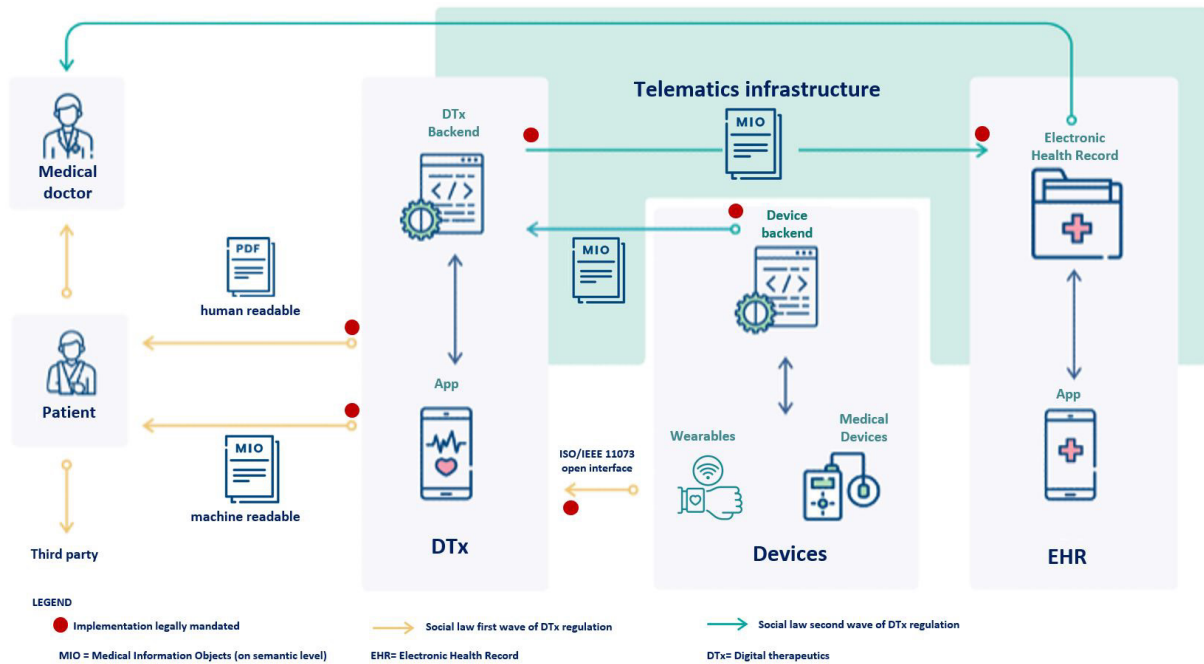 Telematics infrastructure
DTx
Backend
MIO
Electronic
Health Record
Medical
doctor
Device
backend
PDF
MIO
human readable
App
App
Patient
Wearables
Medical
Devices
MIO
ISO/IEEE 11073
open interface
machine readable
DTx
Devices
EHR
Third party
LEGEND
Implementation legally mandated
Social law first wave of DTx regulation
Social law second wave of DTx regulation
MIO = Medical Information Objects (on semantic level)
EHR= Electronic Health Record
DTx= Digital therapeutics